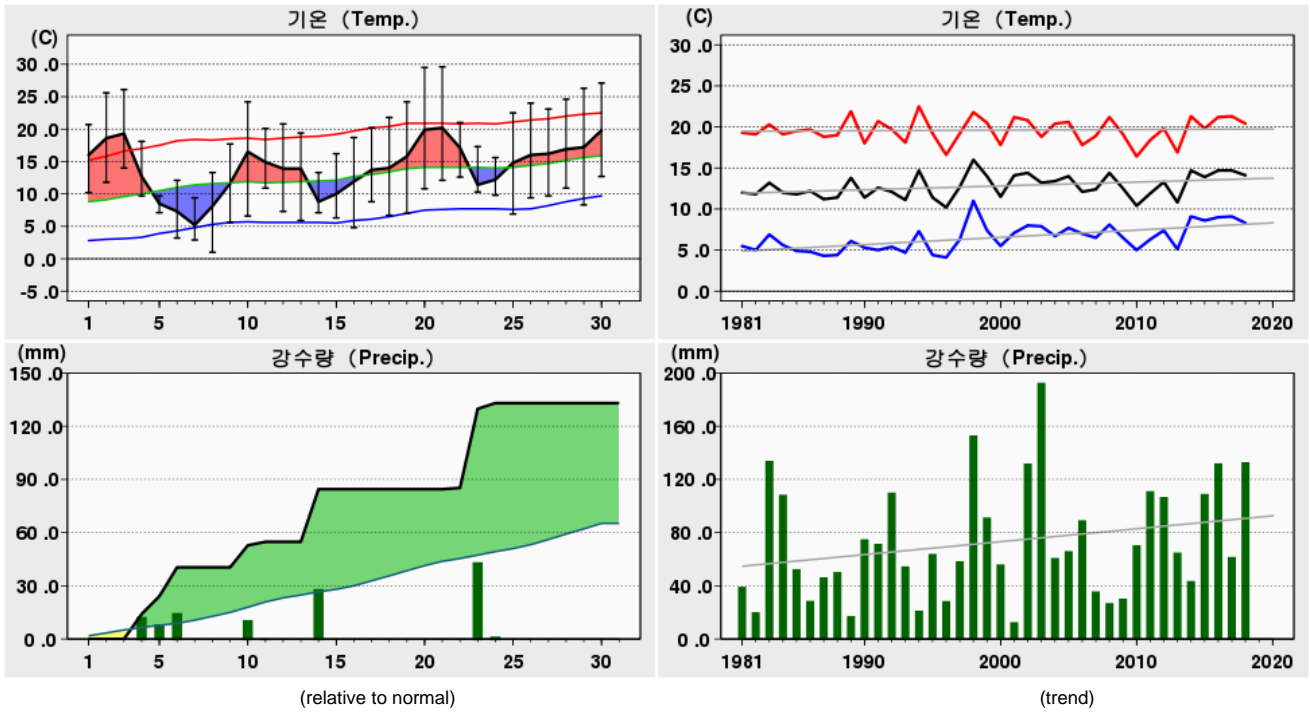 기온 (Temp.)
(C)
30.0
25.0
20.0
15.0
10.0
5.0
0.0
-5.0
1 5 10 15 20 25 30
기온 (Temp.)
(C)
30.0
25.0
20.0
15.0
10.0
5.0
0.0
1981 1990 2000 2010 2020
강수량 (Precip.)
(mm)
150.0
120.0
90.0
60.0
30.0
0.0
1 5 10 15 20 25 30
(relative to normal)
강수량 (Precip.)
(mm)
200.0
160.0
120.0
80.0
40.0
0.0
1981 1990 2000 2010 2020
(trend)